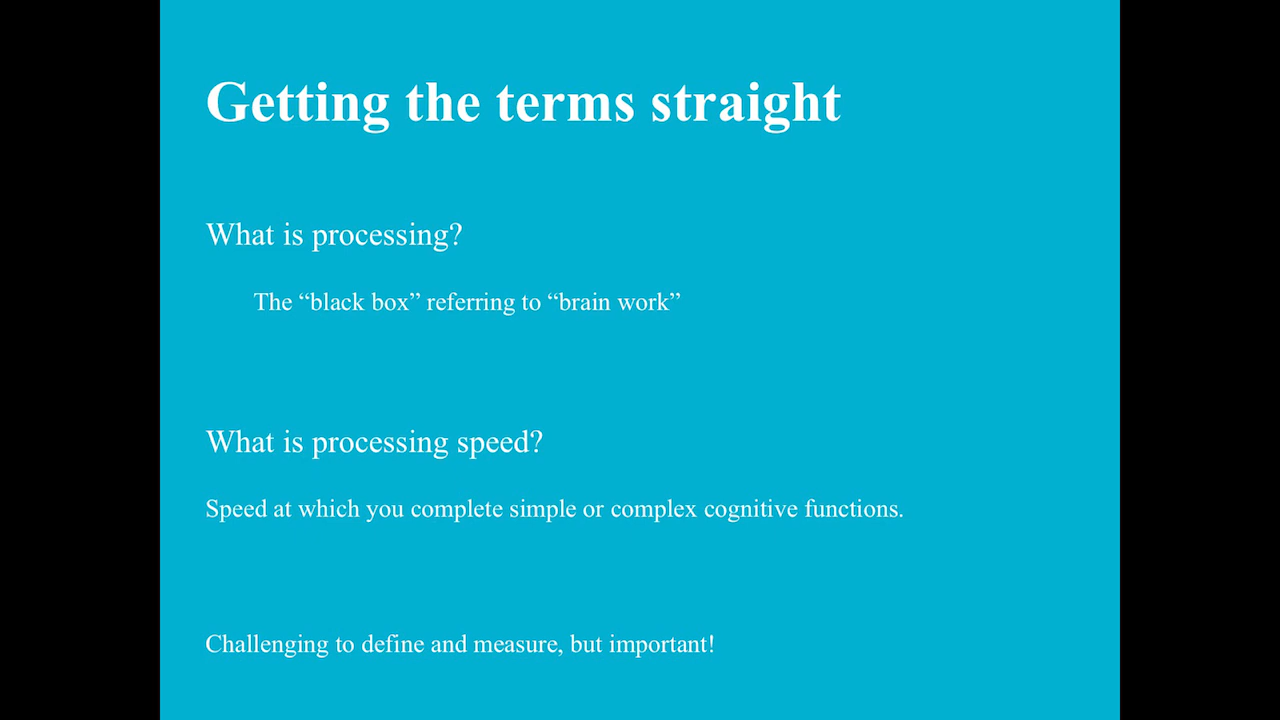 Getting the terms straight
What is processing?
The “black box” referring to “brain work”
What is processing speed?
Speed at which you complete simple or complex cognitive functions.
Challenging to define and measure, but important!